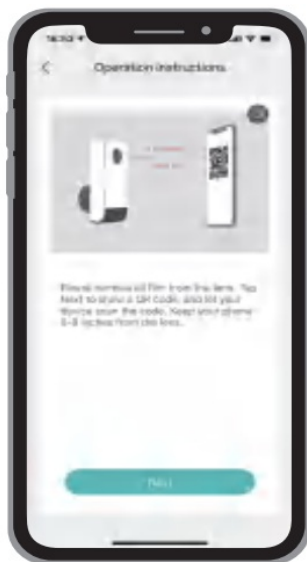 Operation Instructions
Please remove all film from the lens. Tap
Next to show a QR code, and let your
device scan the code. Keep your phone
5-8 inches from the lens.
Next